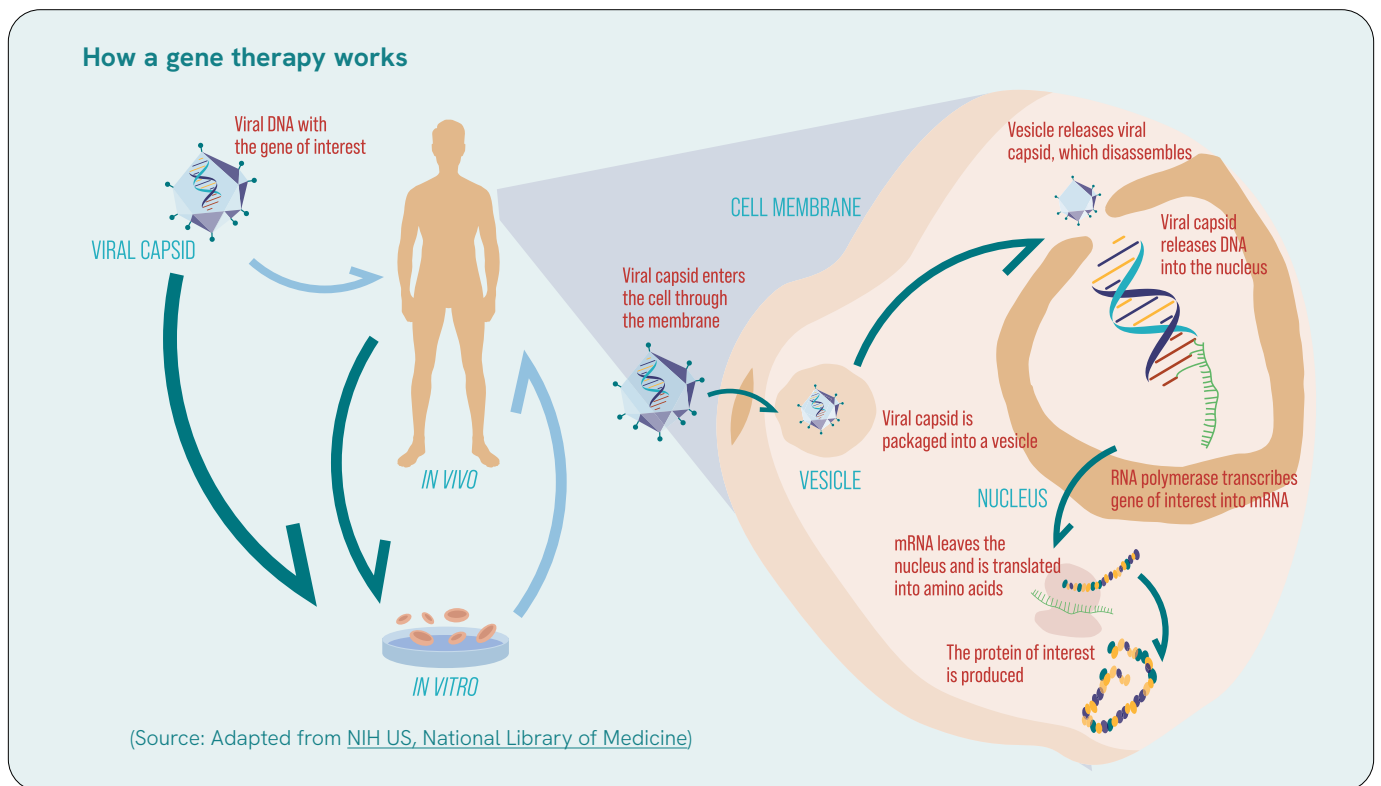 How a gene therapy works
Viral DNA with
the gene of interest
VIRAL CAPSID
IN VIVO
IN VITRO
CELL MEMBRANE
Viral capsid enters
the cell through
the membrane
VESICLE
Viral capsid is
packaged into a vesicle
Vesicle releases viral
capsid, which disassembles
Viral capsid
releases DNA
into the nucleus
NUCLEUS
RNA polymerase transcribes
gene of interest into mRNA
mRNA leaves the
nucleus and is translated
into amino acids
The protein of interest
is produced
(Source: Adapted from NIH US, National Library of Medicine)